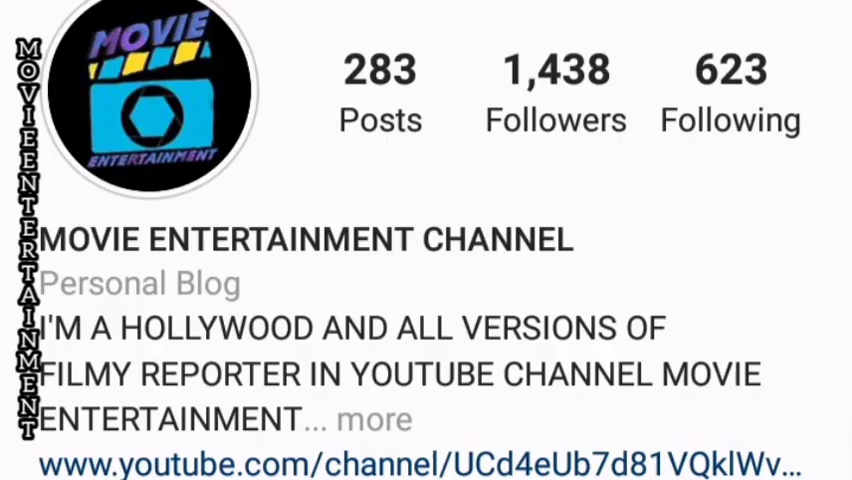 MOVIE
ENTERTAINMENT
283 1,438 623
Posts Followers Following
MOVIEENTERTAINMENT
MOVIE ENTERTAINMENT CHANNEL
Personal Blog
I'M A HOLLYWOOD AND ALL VERSIONS OF
FILMY REPORTER IN YOUTUBE CHANNEL MOVIE
ENTERTAINMENT... more
www.youtube.com/channel/UCd4eUb7d81VQklWv...